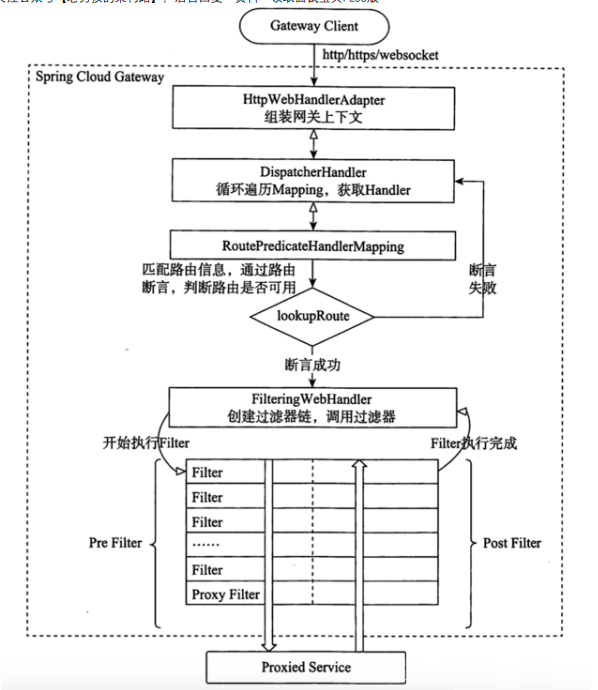 Gateway Client
http/https/websocket
Spring Cloud Gateway
HttpWebHandlerAdapter
组装网关上下文
DispatcherHandler
循环遍历Mapping，获取Handler
RoutePredicateHandlerMapping
匹配路由信息，通过路由
断言，判断路由是否可用
断言
失败
lookupRoute
断言成功
FilteringWebHandler
创建过滤器链，调用过滤器
开始执行Filter
Filter执行完成
Filter
Filter
Filter
……
Filter
Proxy Filter
Pre Filter
Post Filter
Proxied Service